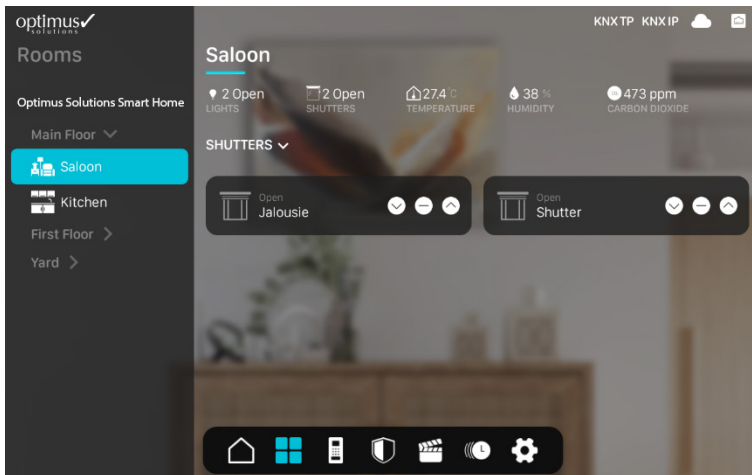 optimus
solutions
KNX TP KNX IP
Rooms
Saloon
Optimus Solutions Smart Home
Main Floor
Saloon
Kitchen
First Floor
Yard
2 Open
LIGHTS
2 Open
SHUTTERS
27.4 °C
TEMPERATURE
38 %
HUMIDITY
473 ppm
CARBON DIOXIDE
SHUTTERS
Open
Jalousie
Open
Shutter